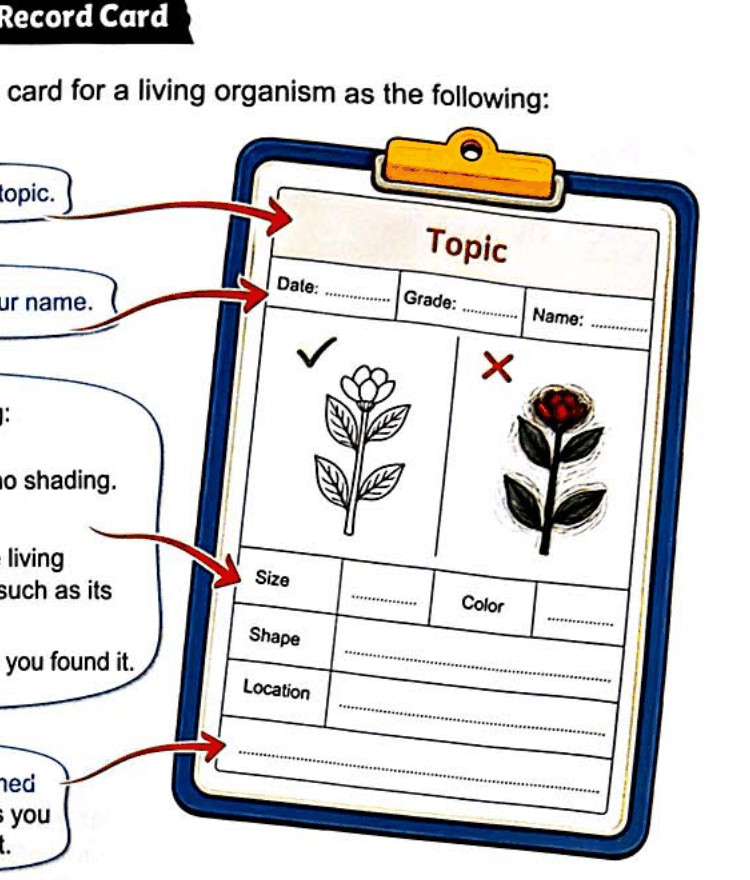 Record Card
card for a living organism as the following:
topic.
Topic
ur name.
Date: ............ Grade: ............ Name: ............
g:
no shading.
living
such as its
you found it.
Size ............ Color ............
Shape ............
Location ............
ned
s you
t.